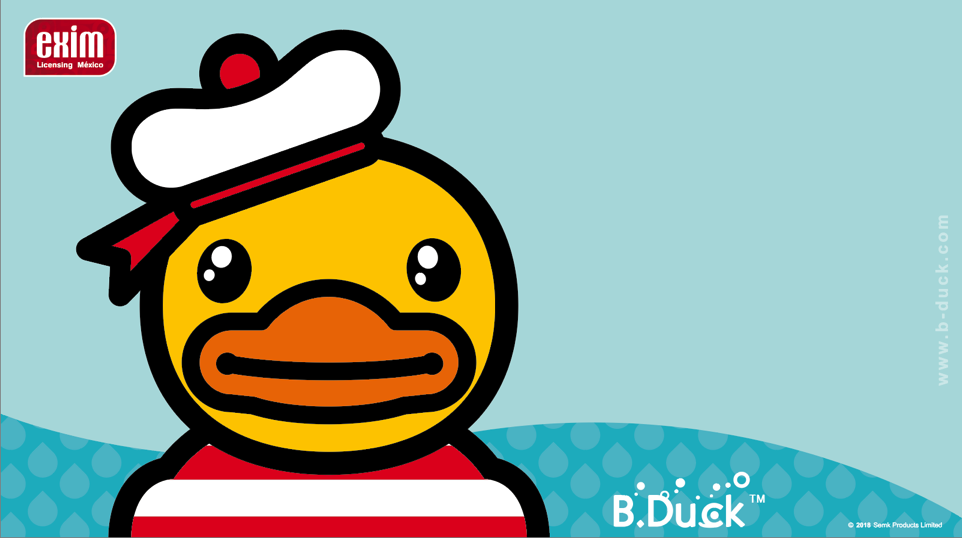 exim
Licensing México
www.b-duck.com
B.Duck™
© 2018 Semk Products Limited